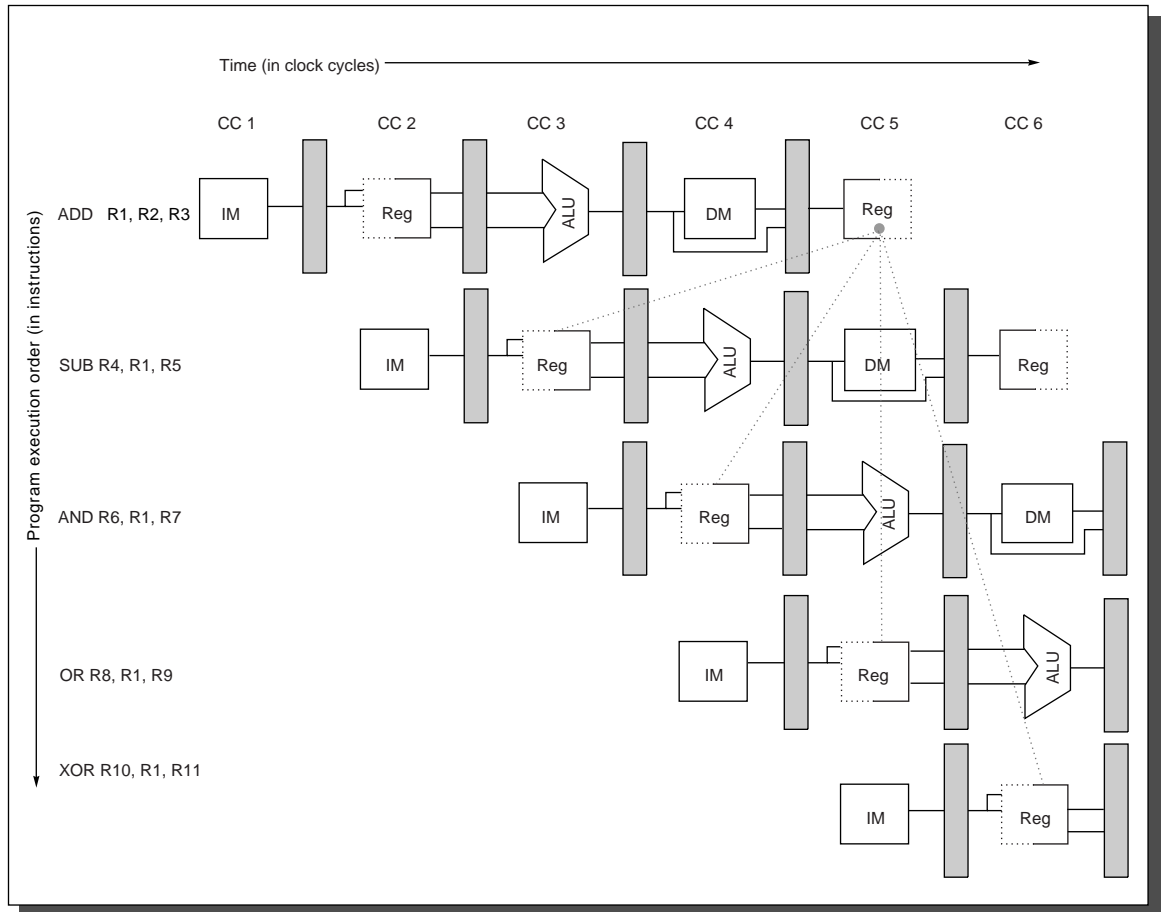 Time (in clock cycles)
CC 1 CC 2 CC 3 CC 4 CC 5 CC 6
Program execution order (in instructions)
ADD R1, R2, R3 IM Reg ALU DM Reg
SUB R4, R1, R5 IM Reg ALU DM Reg
AND R6, R1, R7 IM Reg ALU DM
OR R8, R1, R9 IM Reg ALU
XOR R10, R1, R11
IM Reg